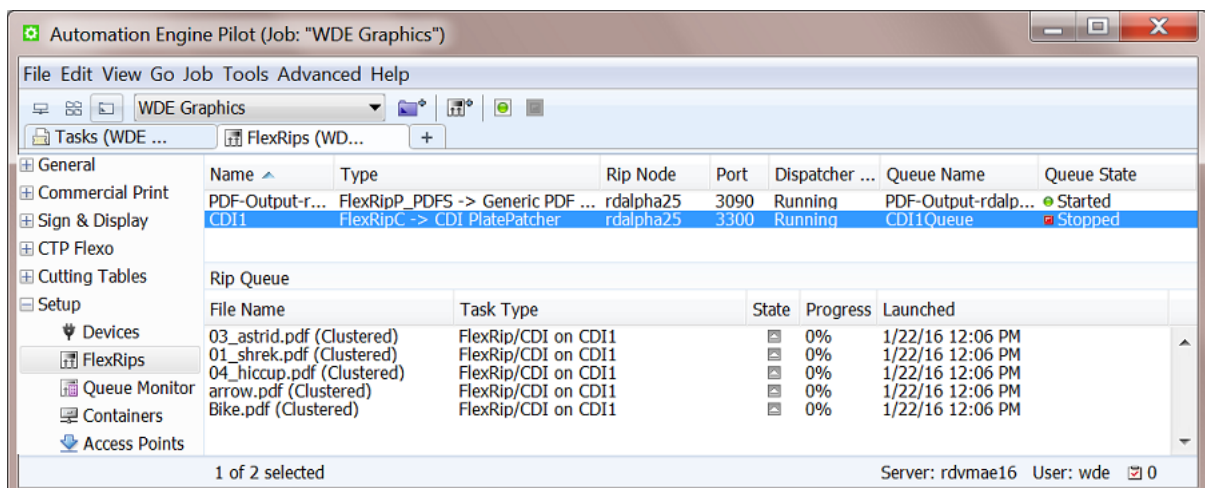 Automation Engine Pilot (Job: "WDE Graphics")
File Edit View Go Job Tools Advanced Help
WDE Graphics
Tasks (WDE ... FlexRips (WD... +
General
Commercial Print
Sign & Display
CTP Flexo
Cutting Tables
Setup
Devices
FlexRips
Queue Monitor
Containers
Access Points
Name Type Rip Node Port Dispatcher ... Queue Name Queue State
PDF-Output-r... FlexRipP_PDFS -> Generic PDF ... rdalpha25 3090 Running PDF-Output-rdalp... Started
CDI1 FlexRipC -> CDI PlatePatcher rdalpha25 3300 Running CDI1Queue Stopped
Rip Queue
File Name Task Type State Progress Launched
03_astrid.pdf (Clustered) FlexRip/CDI on CDI1 0% 1/22/16 12:06 PM
01_shrek.pdf (Clustered) FlexRip/CDI on CDI1 0% 1/22/16 12:06 PM
04_hiccup.pdf (Clustered) FlexRip/CDI on CDI1 0% 1/22/16 12:06 PM
arrow.pdf (Clustered) FlexRip/CDI on CDI1 0% 1/22/16 12:06 PM
Bike.pdf (Clustered) FlexRip/CDI on CDI1 0% 1/22/16 12:06 PM
1 of 2 selected Server: rdvmae16 User: wde 0